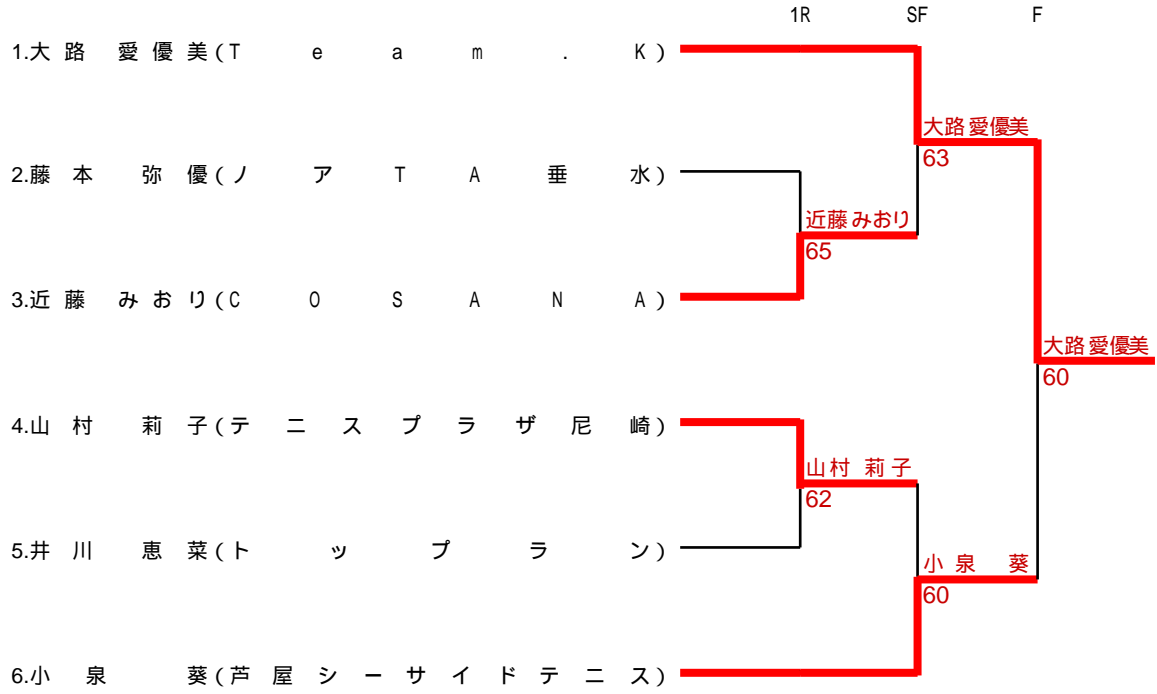 1R SF F
1.大路 愛優美(Team.K)
大路 愛優美
63
2.藤本 弥優(ノアTA垂水)
近藤 みおり
65
3.近藤 みおり(COSANA)
大路 愛優美
60
4.山村 莉子(テニスプラザ尼崎)
山村 莉子
62
5.井川 恵菜(トップラン)
小泉 葵
60
6.小泉 葵(芦屋シーサイドテニス)